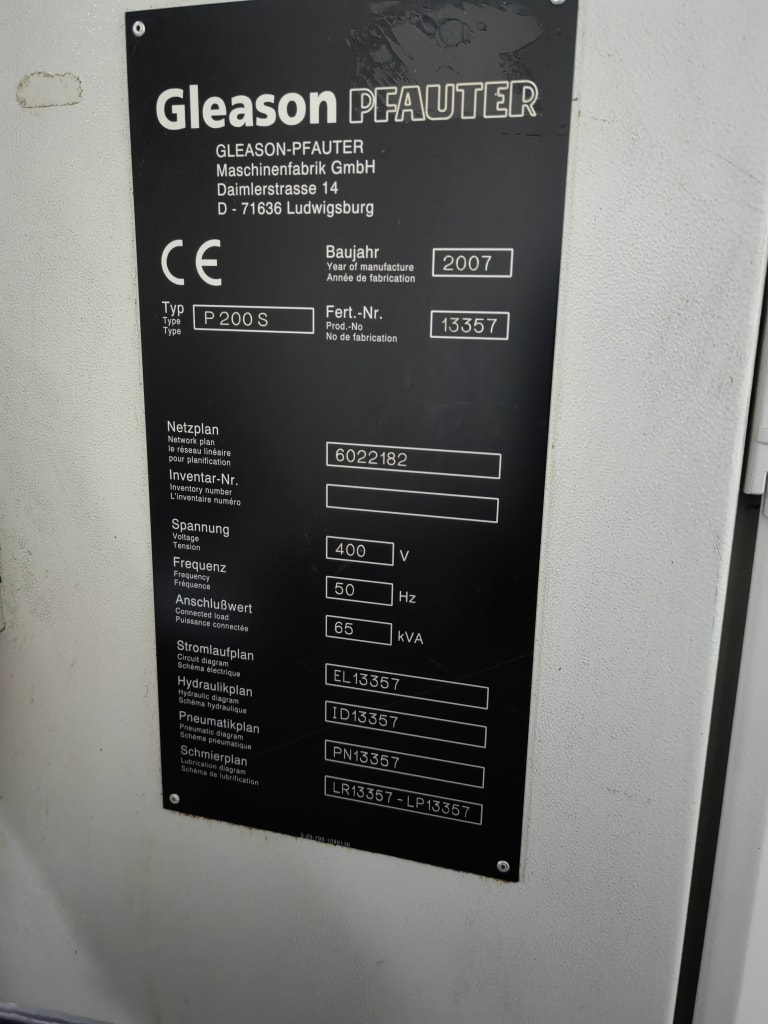 Gleason PFAUTER
GLEASON-PFAUTER
Maschinenfabrik GmbH
Daimlerstrasse 14
D - 71636 Ludwigsburg
CE
Baujahr
Year of manufacture
Année de fabrication
2007
Typ
Type
Type
P 200 S
Fert.-Nr.
Prod.-No
No de fabrication
13357
Netzplan
Network plan
le réseau linéaire
pour planification
6022182
Inventar-Nr.
Inventory number
L'inventaire numéro
Spannung
Voltage
Tension
400 V
Frequenz
Frequency
Fréquence
50 Hz
Anschlußwert
Connected load
Puissance connectée
65 kVA
Stromlaufplan
Circuit diagram
Schéma électrique
EL13357
Hydraulikplan
Hydraulic diagram
Schéma hydraulique
ID13357
Pneumatikplan
Pneumatic diagram
Schéma pneumatique
PN13357
Schmierplan
Lubrication diagram
Schéma de lubrification
LR13357-LP13357